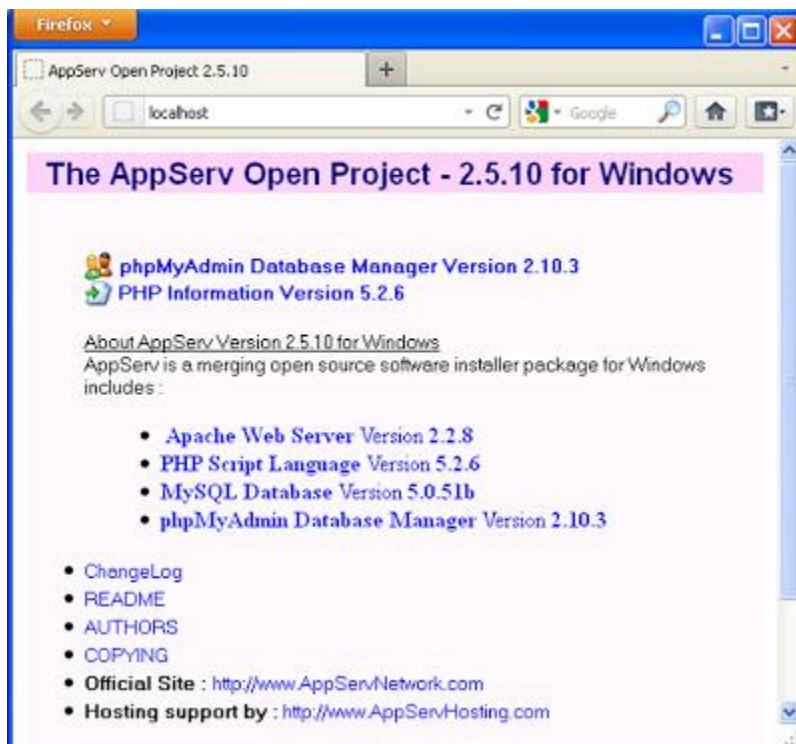 Firefox
AppServ Open Project 2.5.10
localhost
Google
The AppServ Open Project - 2.5.10 for Windows
phpMyAdmin Database Manager Version 2.10.3
PHP Information Version 5.2.6
About AppServ Version 2.5.10 for Windows
AppServ is a merging open source software installer package for Windows
includes :
Apache Web Server Version 2.2.8
PHP Script Language Version 5.2.6
MySQL Database Version 5.0.51b
phpMyAdmin Database Manager Version 2.10.3
ChangeLog
README
AUTHORS
COPYING
Official Site : http://www.AppServNetwork.com
Hosting support by : http://www.AppServHosting.com